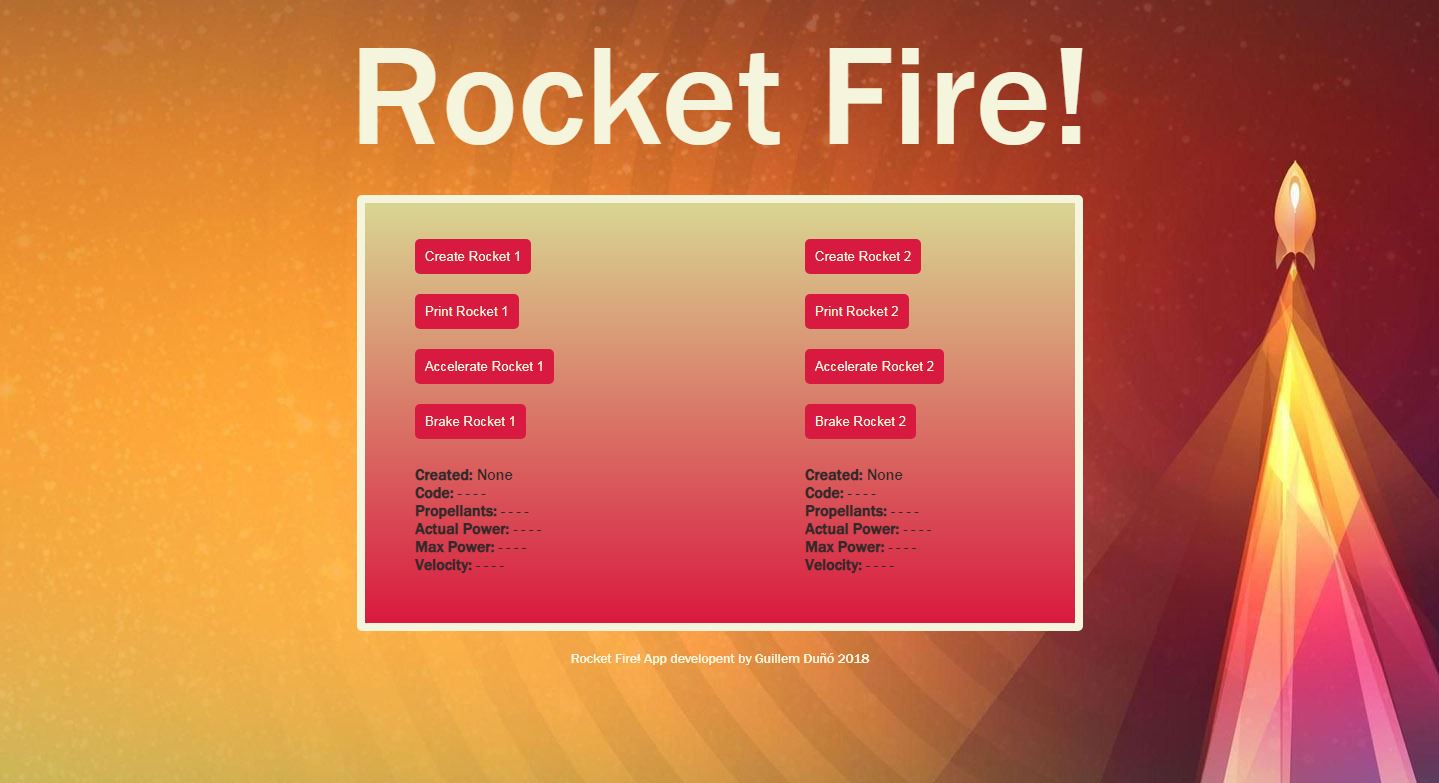 Rocket Fire!
Create Rocket 1
Print Rocket 1
Accelerate Rocket 1
Brake Rocket 1
Created: None
Code: - - - -
Propellants: - - - -
Actual Power: - - - -
Max Power: - - - -
Velocity: - - - -
Create Rocket 2
Print Rocket 2
Accelerate Rocket 2
Brake Rocket 2
Created: None
Code: - - - -
Propellants: - - - -
Actual Power: - - - -
Max Power: - - - -
Velocity: - - - -
Rocket Fire! App developent by Guillem Duñó 2018